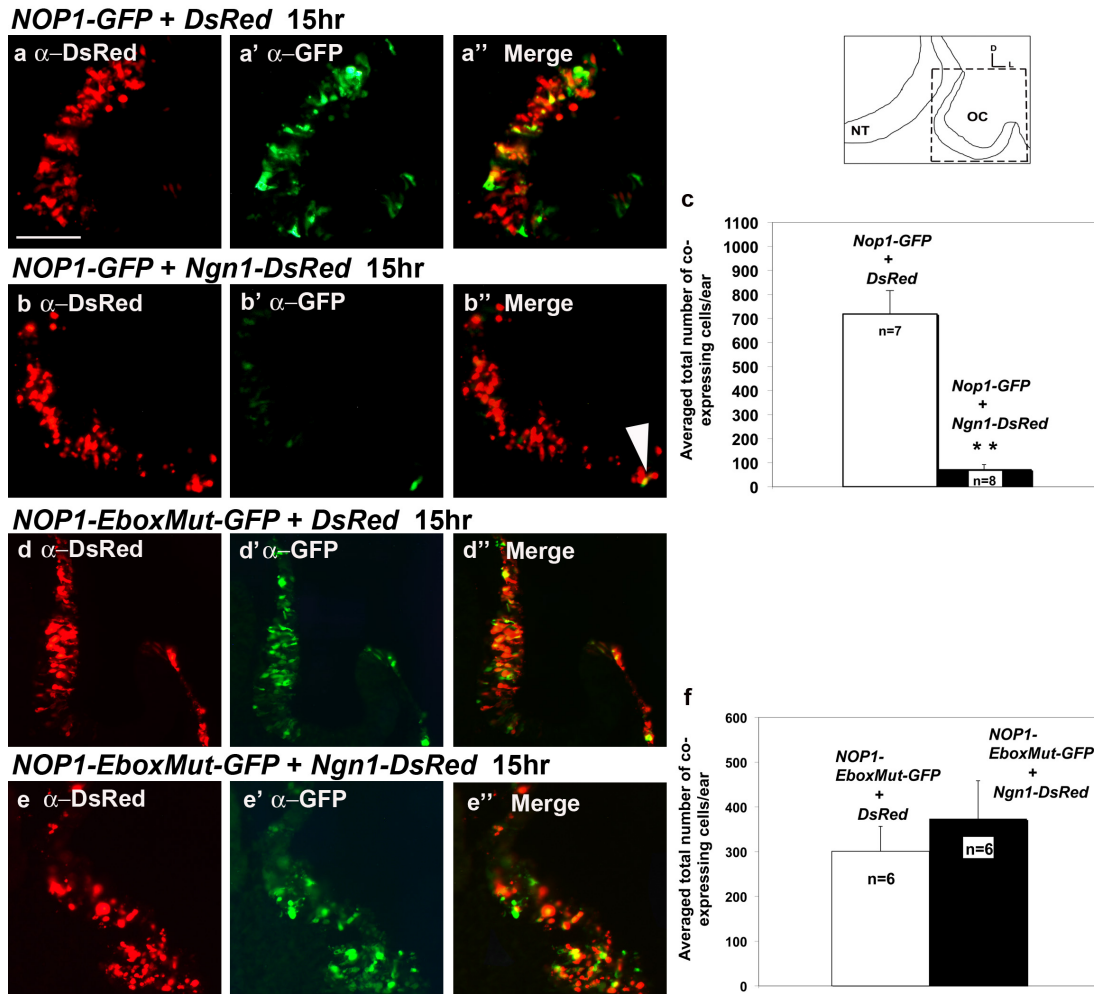 NOP1-GFP + DsRed 15hr
a α–DsRed
a' α–GFP
a'' Merge
D
L
NT
OC
NOP1-GFP + Ngn1-DsRed 15hr
b α–DsRed
b' α–GFP
b'' Merge
c
Averaged total number of co-
expressing cells/ear
1100
1000
900
800
700
600
500
400
300
200
100
0
Nop1-GFP
+
DsRed
n=7
Nop1-GFP
+
Ngn1-DsRed
* *
n=8
NOP1-EboxMut-GFP + DsRed 15hr
d α–DsRed
d' α–GFP
d'' Merge
NOP1-EboxMut-GFP + Ngn1-DsRed 15hr
e α–DsRed
e' α–GFP
e'' Merge
f
Averaged total number of co-
expressing cells/ear
600
500
400
300
200
100
0
NOP1-
EboxMut-GFP
+
DsRed
n=6
NOP1-
EboxMut-GFP
+
Ngn1-DsRed
n=6